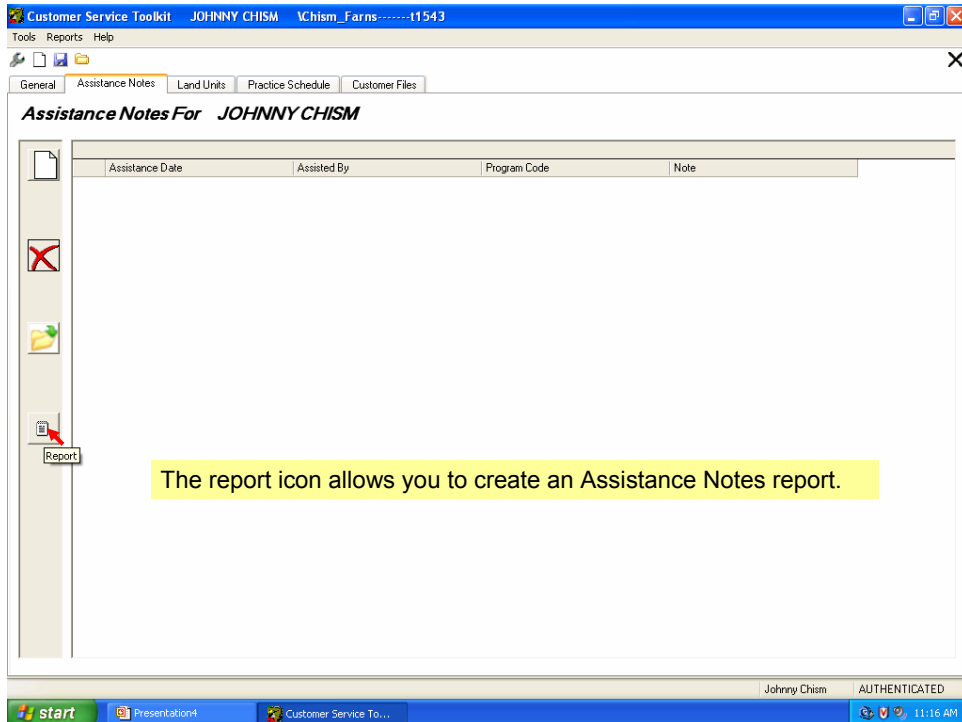 Customer Service Toolkit JOHNNY CHISM \Chism_Farns-------t1543
Tools Reports Help
General Assistance Notes Land Units Practice Schedule Customer Files
Assistance Notes For JOHNNY CHISM
Assistance Date Assisted By Program Code Note
Report
The report icon allows you to create an Assistance Notes report.
Johnny Chism AUTHENTICATED
start Presentation4 Customer Service To... 11:16 AM